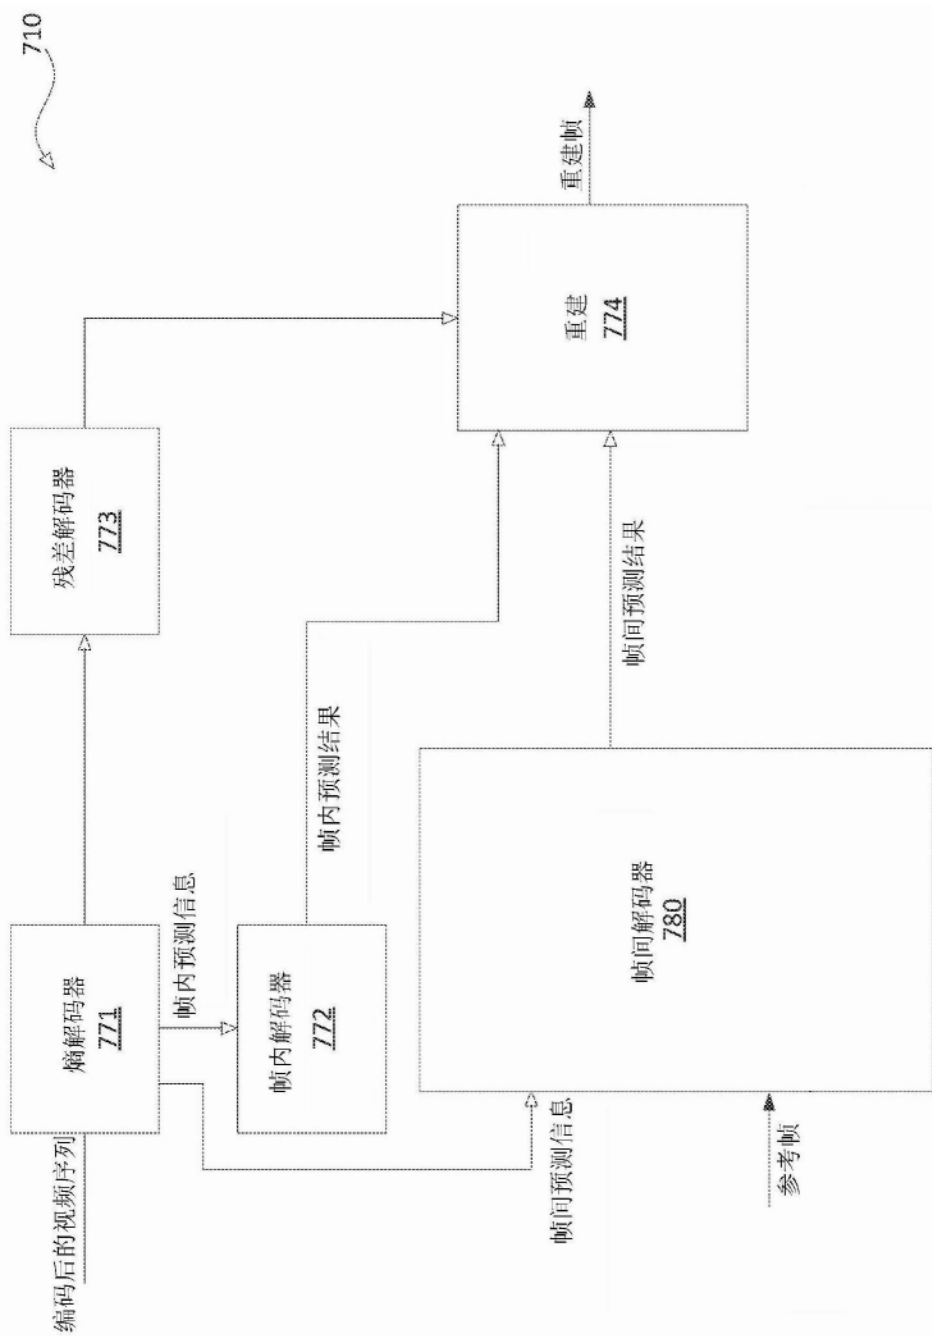 710
编码后的视频序列
熵解码器
771
残差解码器
773
帧内预测信息
帧内解码器
772
帧内预测结果
重建
774
重建帧
帧间预测信息
帧间解码器
780
帧间预测结果
参考帧